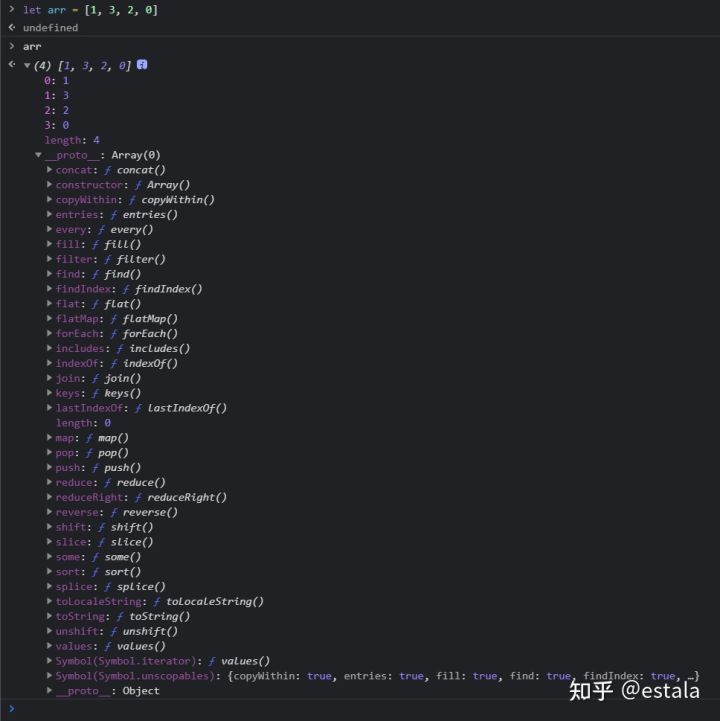 > let arr = [1, 3, 2, 0]
< undefined
> arr
< ▼ (4) [1, 3, 2, 0] i
0: 1
1: 3
2: 2
3: 0
length: 4
▼ __proto__: Array(0)
▶ concat: ƒ concat()
▶ constructor: ƒ Array()
▶ copyWithin: ƒ copyWithin()
▶ entries: ƒ entries()
▶ every: ƒ every()
▶ fill: ƒ fill()
▶ filter: ƒ filter()
▶ find: ƒ find()
▶ findIndex: ƒ findIndex()
▶ flat: ƒ flat()
▶ flatMap: ƒ flatMap()
▶ forEach: ƒ forEach()
▶ includes: ƒ includes()
▶ indexOf: ƒ indexOf()
▶ join: ƒ join()
▶ keys: ƒ keys()
▶ lastIndexOf: ƒ lastIndexOf()
length: 0
▶ map: ƒ map()
▶ pop: ƒ pop()
▶ push: ƒ push()
▶ reduce: ƒ reduce()
▶ reduceRight: ƒ reduceRight()
▶ reverse: ƒ reverse()
▶ shift: ƒ shift()
▶ slice: ƒ slice()
▶ some: ƒ some()
▶ sort: ƒ sort()
▶ splice: ƒ splice()
▶ toLocaleString: ƒ toLocaleString()
▶ toString: ƒ toString()
▶ unshift: ƒ unshift()
▶ values: ƒ values()
▶ Symbol(Symbol.iterator): ƒ values()
▶ Symbol(Symbol.unscopables): {copyWithin: true, entries: true, fill: true, find: true, findIndex: true, …}
▶ __proto__: Object
>
知乎 @estala